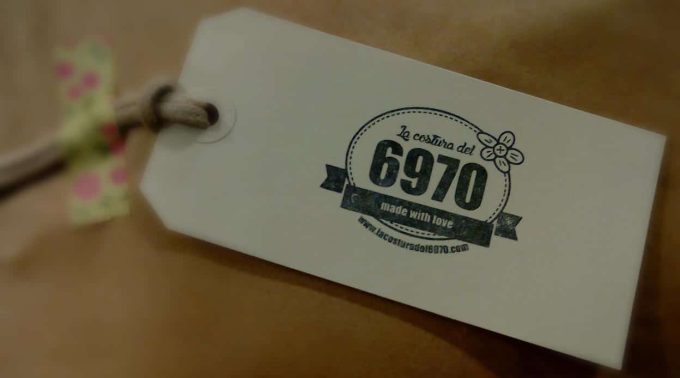 La costura del
6970
made with love
www.lacosturadel6970.com